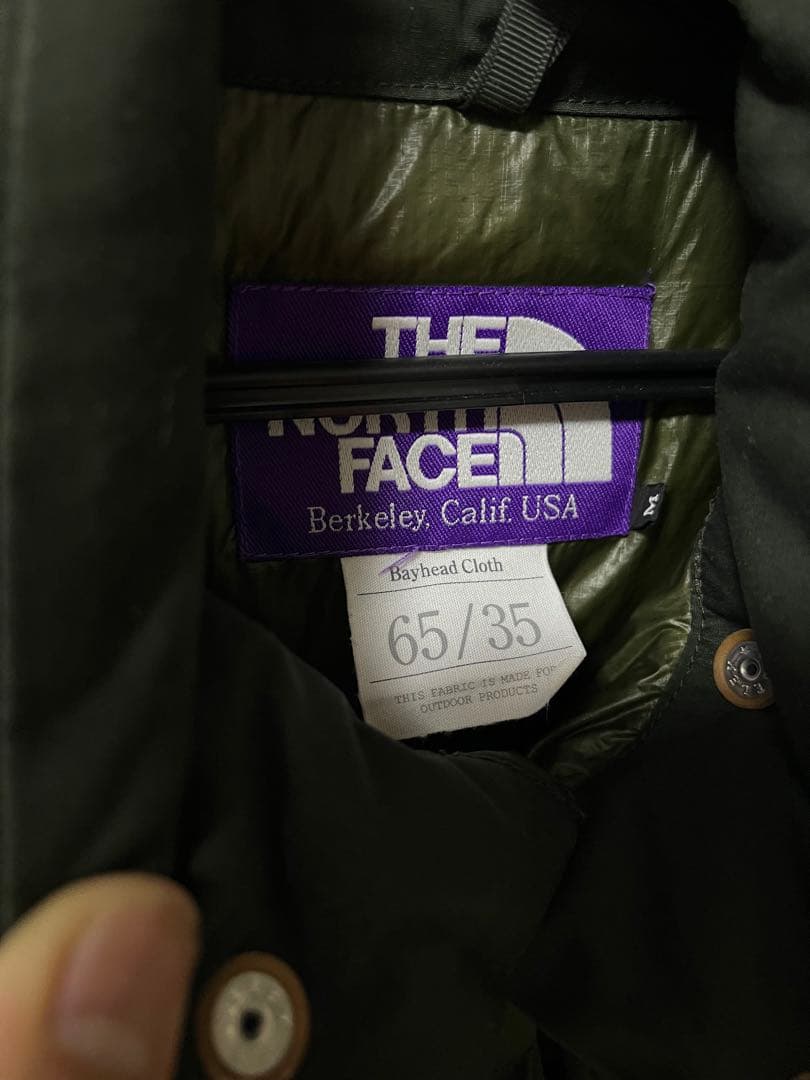 THE
NORTH
FACE
Berkeley, Calif. USA
M
Bayhead Cloth
65/35
THIS FABRIC IS MADE FOR
OUTDOOR PRODUCTS